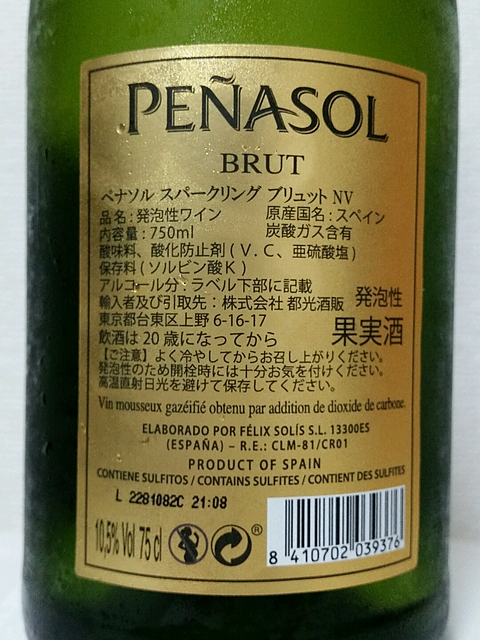 PEÑASOL
BRUT
ペナソル スパークリング ブリュット NV
品名：発泡性ワイン 原産国名：スペイン
内容量：750ml 炭酸ガス含有
酸味料、酸化防止剤（V．C、亜硫酸塩）
保存料（ソルビン酸K）
アルコール分：ラベル下部に記載
輸入者及び引取先：株式会社 都光酒販
東京都台東区上野 6-16-17
発泡性
果実酒
飲酒は20歳になってから
【ご注意】よく冷やしてからお召し上がりください。
発泡性のため開栓時には十分お気を付けください。
高温直射日光を避けて保存してください。
Vin mousseux gazéifié obtenu par addition de dioxide de carbone.
ELABORADO POR FÉLIX SOLÍS S.L. 13300ES
(ESPAÑA) – R.E.: CLM-81/CR01
PRODUCT OF SPAIN
CONTIENE SULFITOS / CONTAINS SULFITES / CONTIENT DES SULFITES
L 2281082C 21:08
10,5% Vol 75 cl ®
8 410702 039376